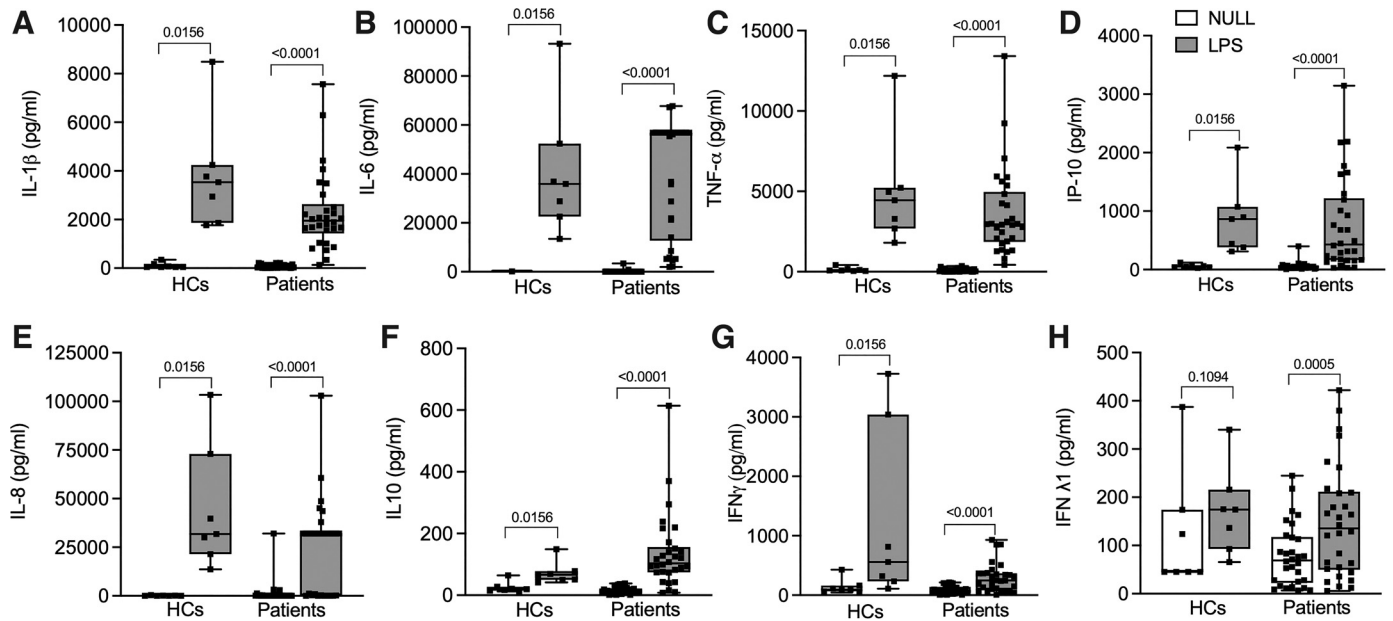 A
IL-1β (pg/ml)
10000
8000
6000
4000
2000
0
0.0156
<0.0001
HCs
Patients
B
IL-6 (pg/ml)
100000
80000
60000
40000
20000
0
0.0156
<0.0001
HCs
Patients
C
TNF-α (pg/ml)
15000
10000
5000
0
0.0156
<0.0001
HCs
Patients
D
NULL
LPS
IP-10 (pg/ml)
4000
3000
2000
1000
0
0.0156
<0.0001
HCs
Patients
E
IL-8 (pg/ml)
125000
100000
75000
50000
25000
0
0.0156
<0.0001
HCs
Patients
F
IL10 (pg/ml)
800
600
400
200
0
0.0156
<0.0001
HCs
Patients
G
IFNγ (pg/ml)
4000
3000
2000
1000
0
0.0156
<0.0001
HCs
Patients
H
IFN λ1 (pg/ml)
500
400
300
200
100
0
0.1094
0.0005
HCs
Patients